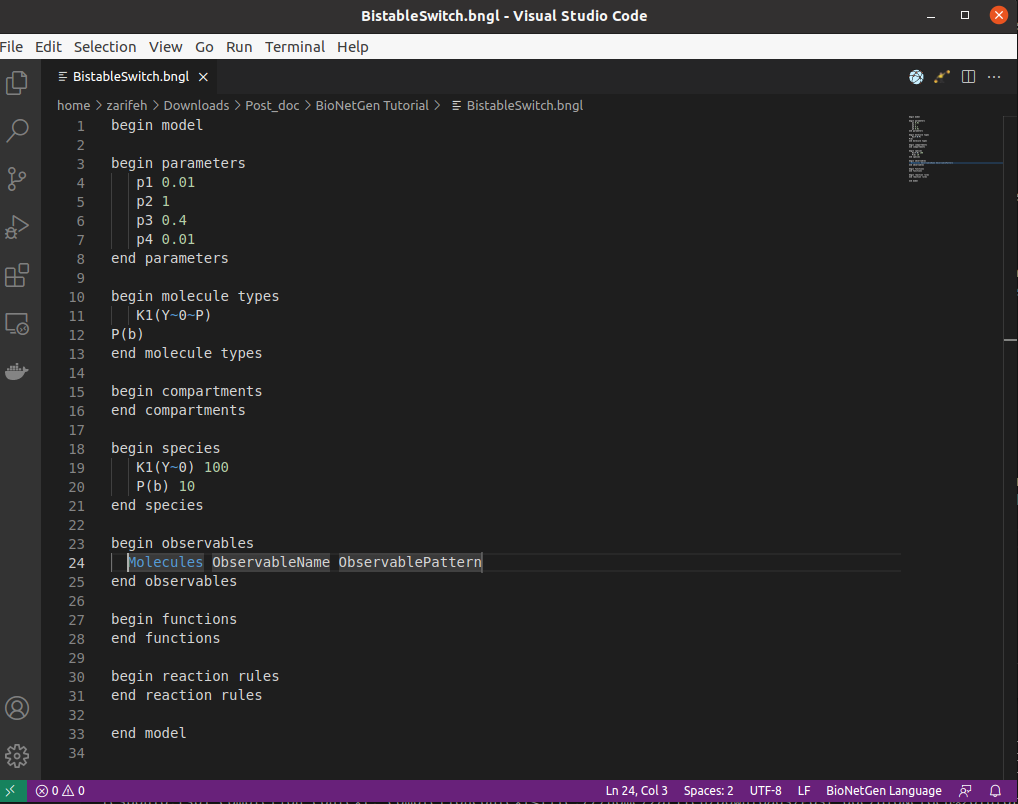 BistableSwitch.bngl - Visual Studio Code
File Edit Selection View Go Run Terminal Help
BistableSwitch.bngl
home > zarifeh > Downloads > Post_doc > BioNetGen Tutorial > BistableSwitch.bngl
1 begin model
2
3 begin parameters
4 p1 0.01
5 p2 1
6 p3 0.4
7 p4 0.01
8 end parameters
9
10 begin molecule types
11 K1(Y~0~P)
12 P(b)
13 end molecule types
14
15 begin compartments
16 end compartments
17
18 begin species
19 K1(Y~0) 100
20 P(b) 10
21 end species
22
23 begin observables
24 Molecules ObservableName ObservablePattern
25 end observables
26
27 begin functions
28 end functions
29
30 begin reaction rules
31 end reaction rules
32
33 end model
34
0 0 Ln 24, Col 3 Spaces: 2 UTF-8 LF BioNetGen Language